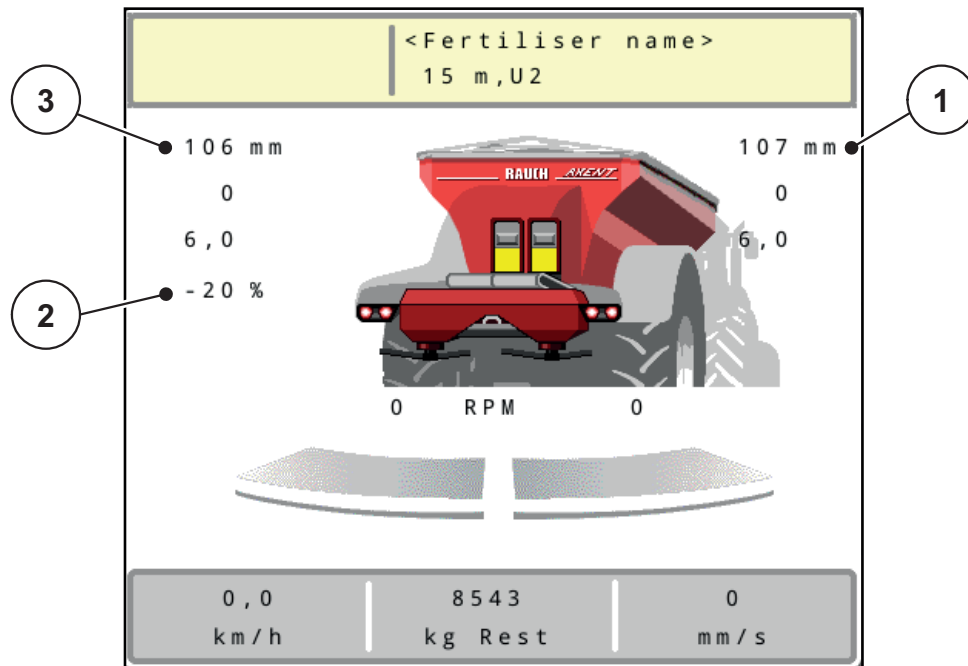 <Fertiliser name>
15 m,U2
3
1
106 mm
107 mm
0
0
RAUCH AXENT
6,0
6,0
2
-20 %
0 RPM 0
0,0
8543
0
km/h
kg Rest
mm/s